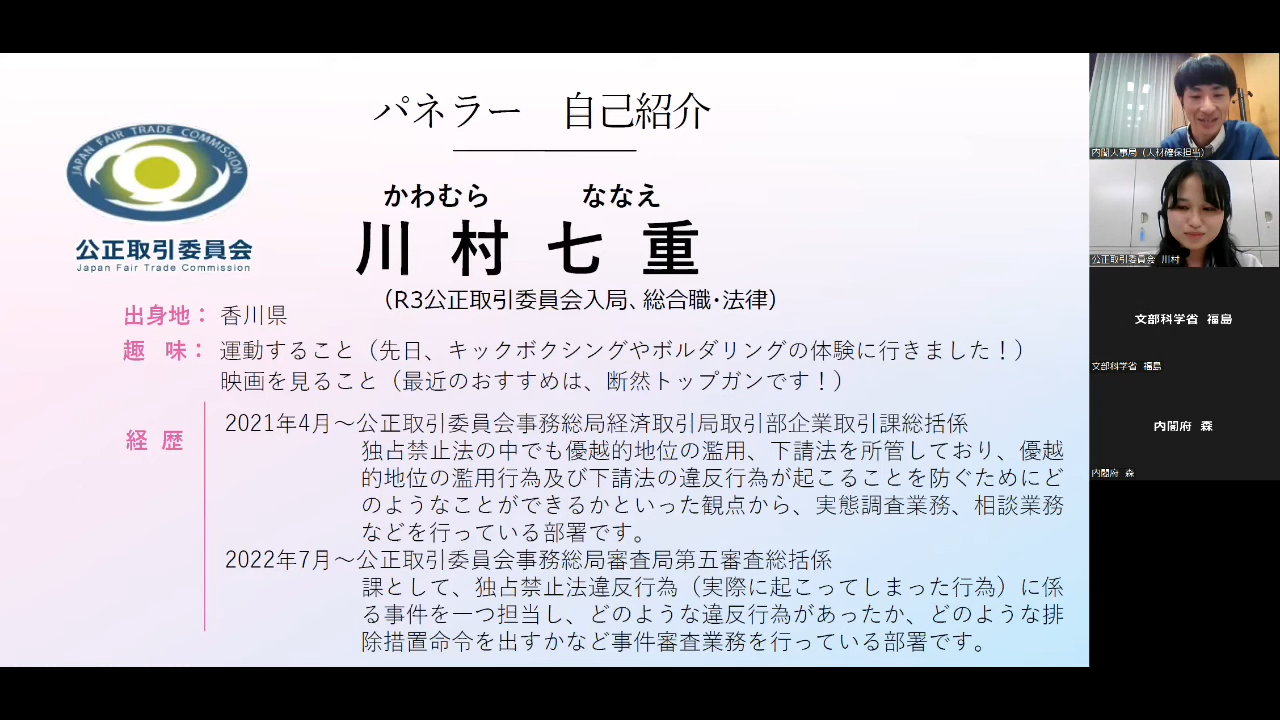 パネラー　自己紹介
JAPAN FAIR TRADE COMMISSION
公正取引委員会
Japan Fair Trade Commission
かわむら　ななえ
川村七重
（R3公正取引委員会入局、総合職・法律）
出身地：香川県
趣味：運動すること（先日、キックボクシングやボルダリングの体験に行きました！）
映画を見ること（最近のおすすめは、断然トップガンです！）
経歴
2021年4月～公正取引委員会事務総局経済取引局取引部企業取引課総括係
独占禁止法の中でも優越的地位の濫用、下請法を所管しており、優越
的地位の濫用行為及び下請法の違反行為が起こることを防ぐためにど
のようなことができるかといった観点から、実態調査業務、相談業務
などを行っている部署です。
2022年7月～公正取引委員会事務総局審査局第五審査総括係
課として、独占禁止法違反行為（実際に起こってしまった行為）に係
る事件を一つ担当し、どのような違反行為があったか、どのような排
除措置命令を出すかなど事件審査業務を行っている部署です。
内閣人事局（人材確保担当）
公正取引委員会 川村
文部科学省 福島
文部科学省 福島
内閣府 森
内閣府 森